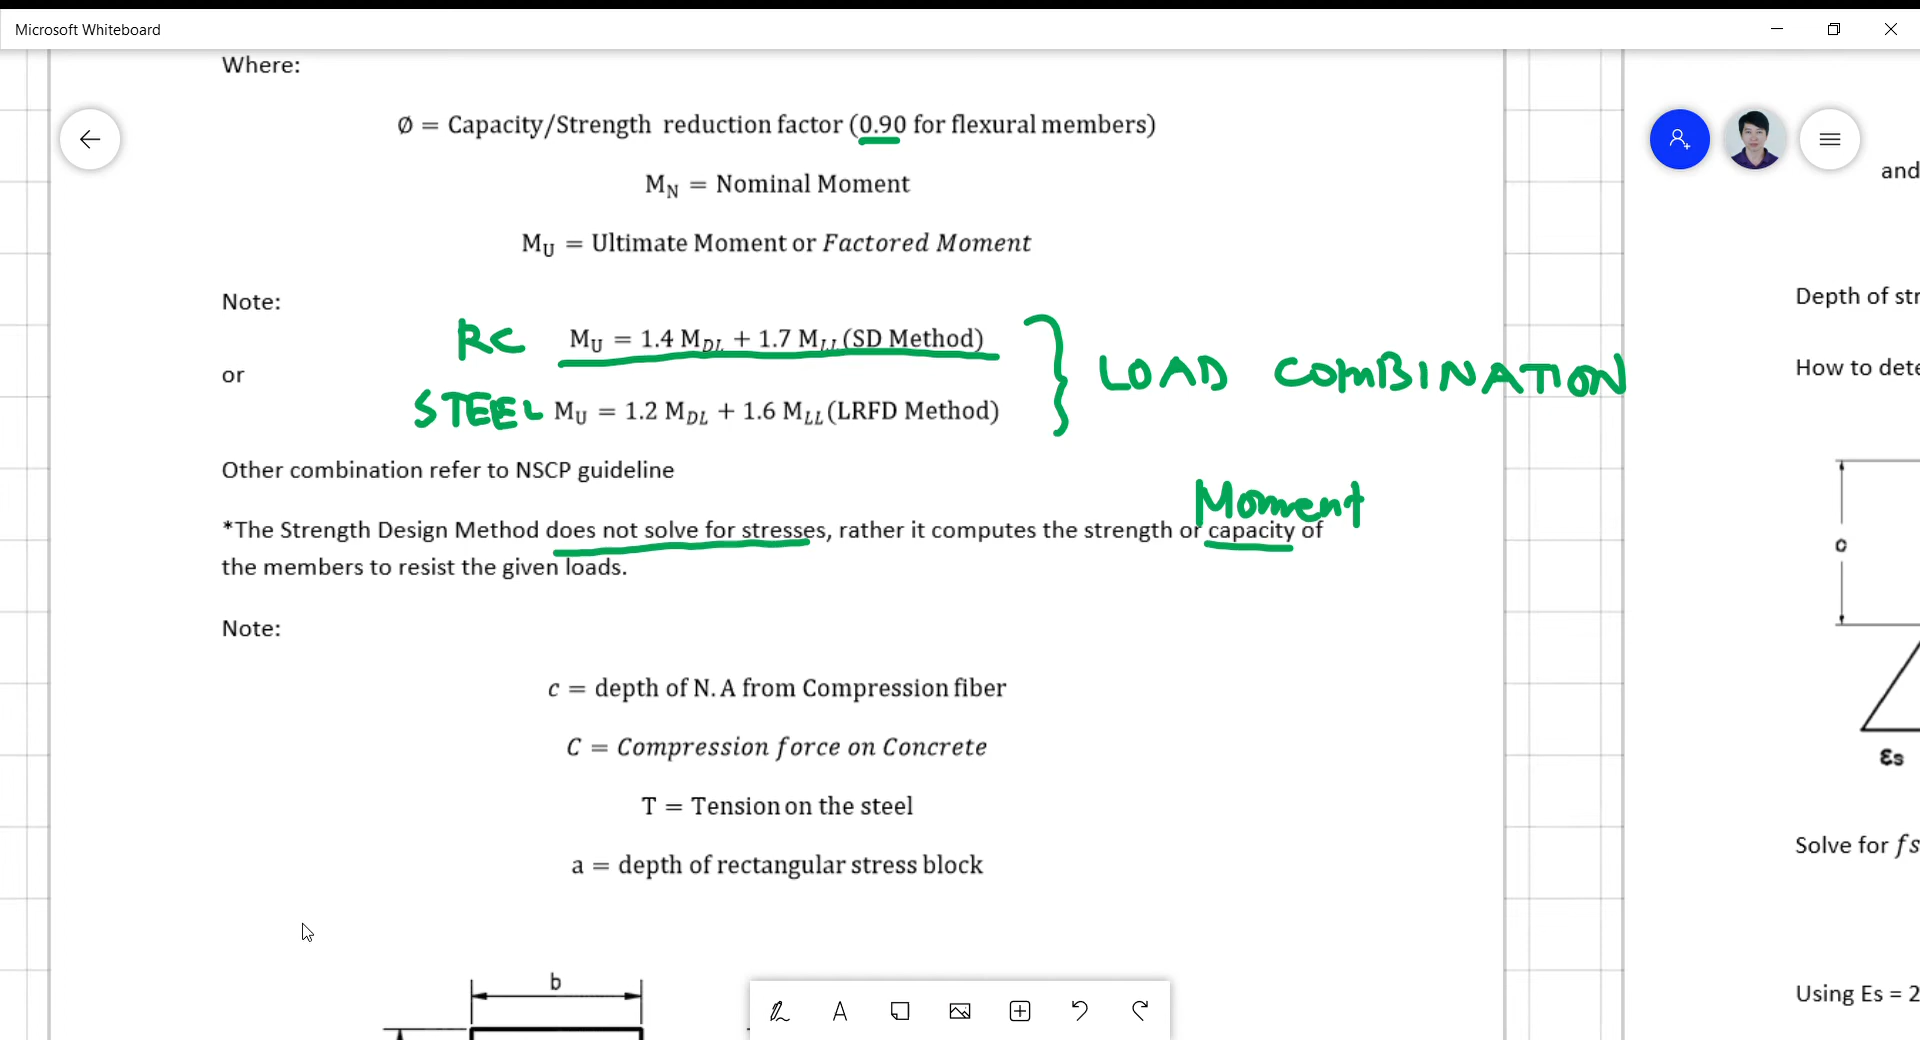 Microsoft Whiteboard
Where:
Ø = Capacity/Strength reduction factor (0.90 for flexural members)
M_N = Nominal Moment
M_U = Ultimate Moment or Factored Moment
Note:
RC M_U = 1.4 M_DL + 1.7 M_LL (SD Method)
LOAD COMBINATION
or
STEEL M_U = 1.2 M_DL + 1.6 M_LL (LRFD Method)
Other combination refer to NSCP guideline
Moment
*The Strength Design Method does not solve for stresses, rather it computes the strength or capacity of
the members to resist the given loads.
Note:
c = depth of N.A from Compression fiber
C = Compression force on Concrete
T = Tension on the steel
a = depth of rectangular stress block
b
and
Depth of str
How to dete
c
εs
Solve for fs
Using Es = 2